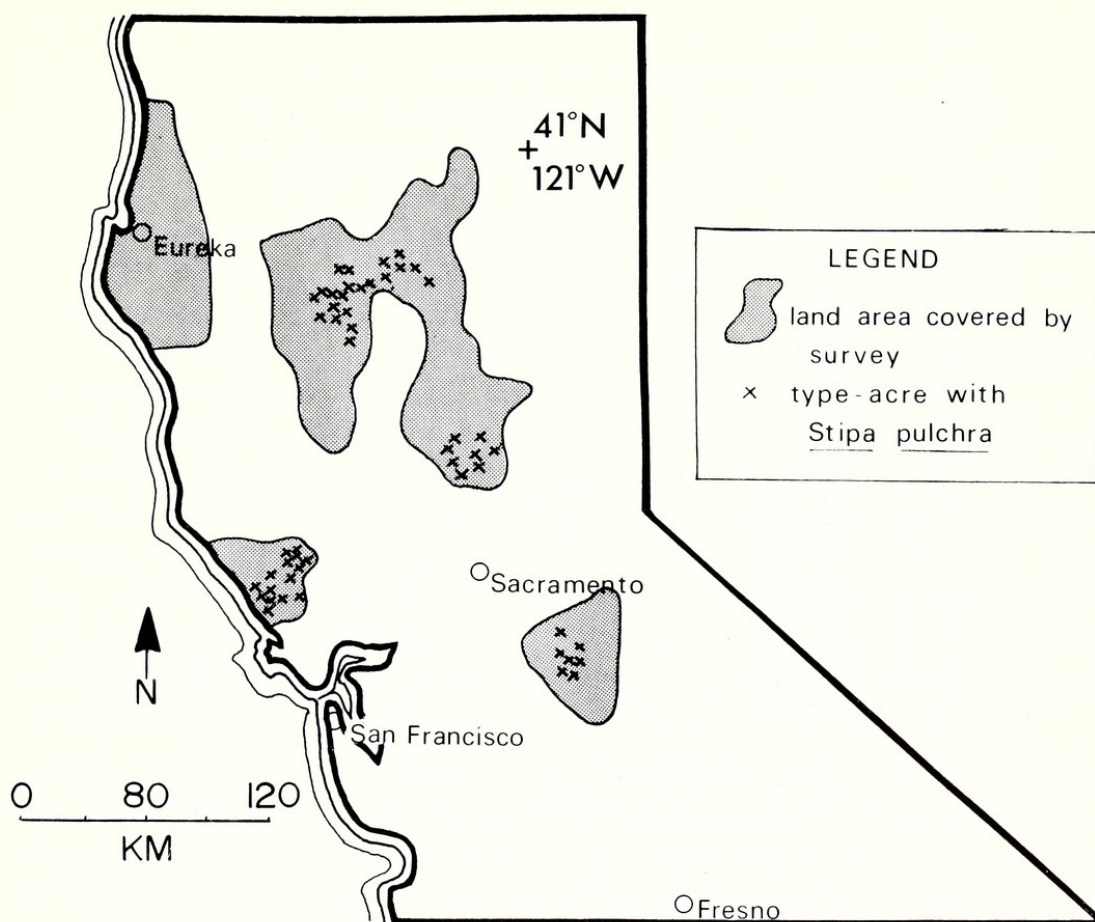 41°N
121°W
Eureka
LEGEND
land area covered by
survey
x type-acre with
Stipa pulchra
Sacramento
N
San Francisco
0 80 120
KM
Fresno